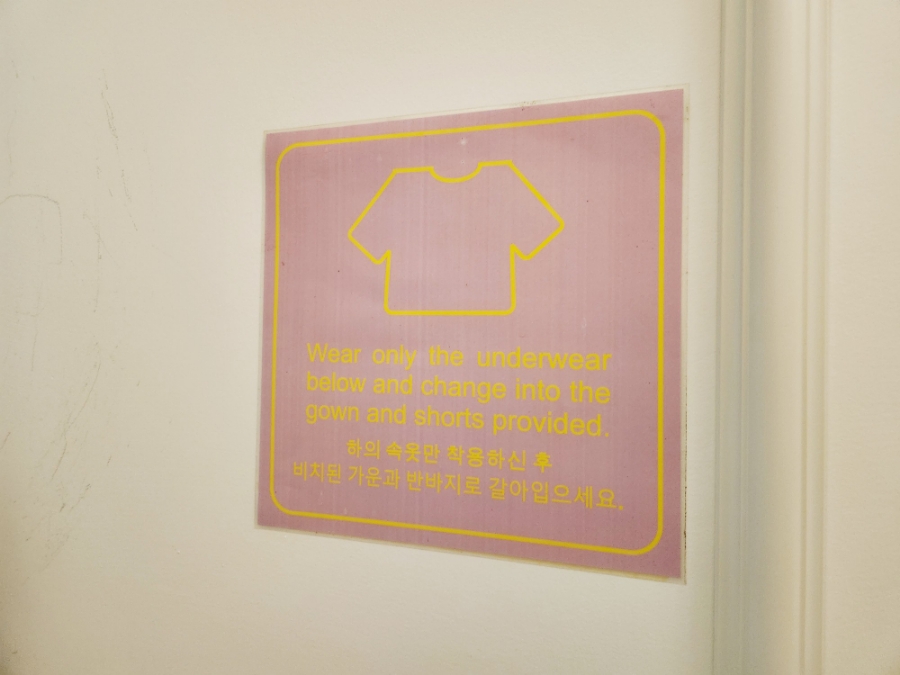 Wear only the underwear
below and change into the
gown and shorts provided.
하의 속옷만 착용하신 후
비치된 가운과 반바지로 갈아입으세요.